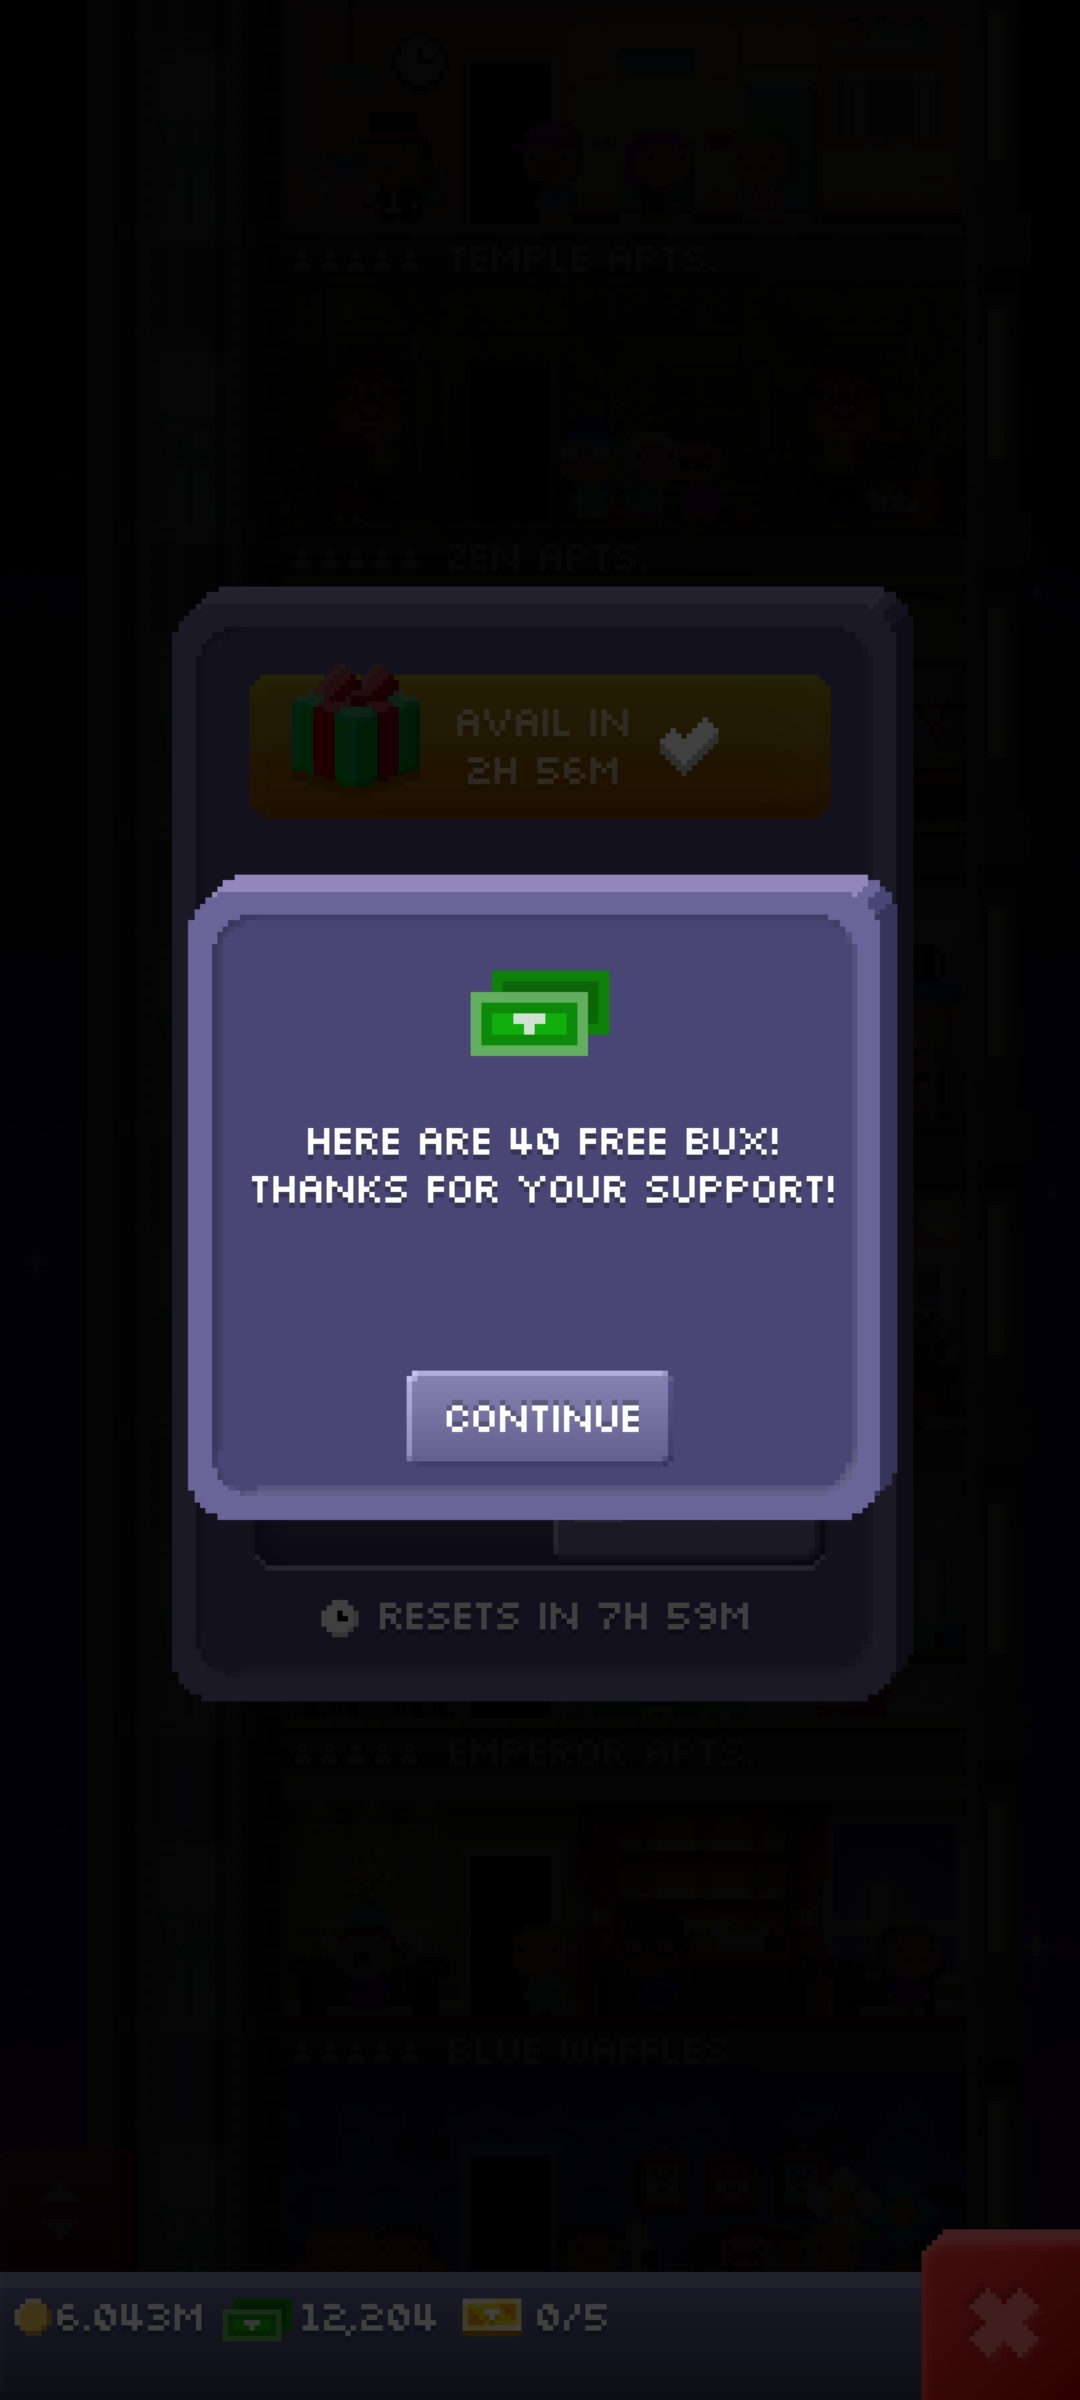 TEMPLE APTS.
ZEN APTS.
AVAIL IN
2H 56M
HERE ARE 40 FREE BUX!
THANKS FOR YOUR SUPPORT!
CONTINUE
RESETS IN 7H 59M
EMPEROR APTS.
BLUE WAFFLES
6.043M 12,204 0/5